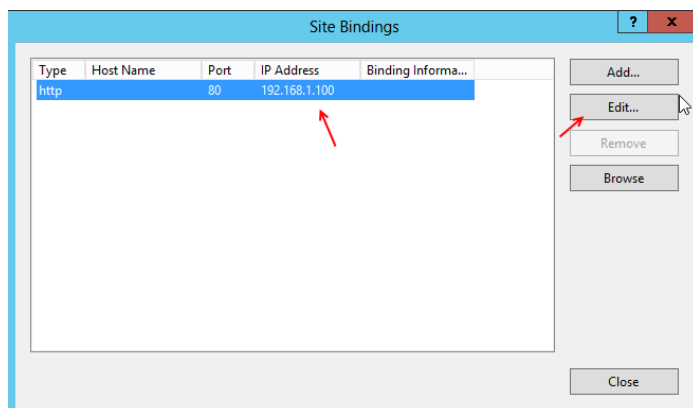 Site Bindings
? x
Type Host Name Port IP Address Binding Informa...
http 80 192.168.1.100
Add...
Edit...
Remove
Browse
Close